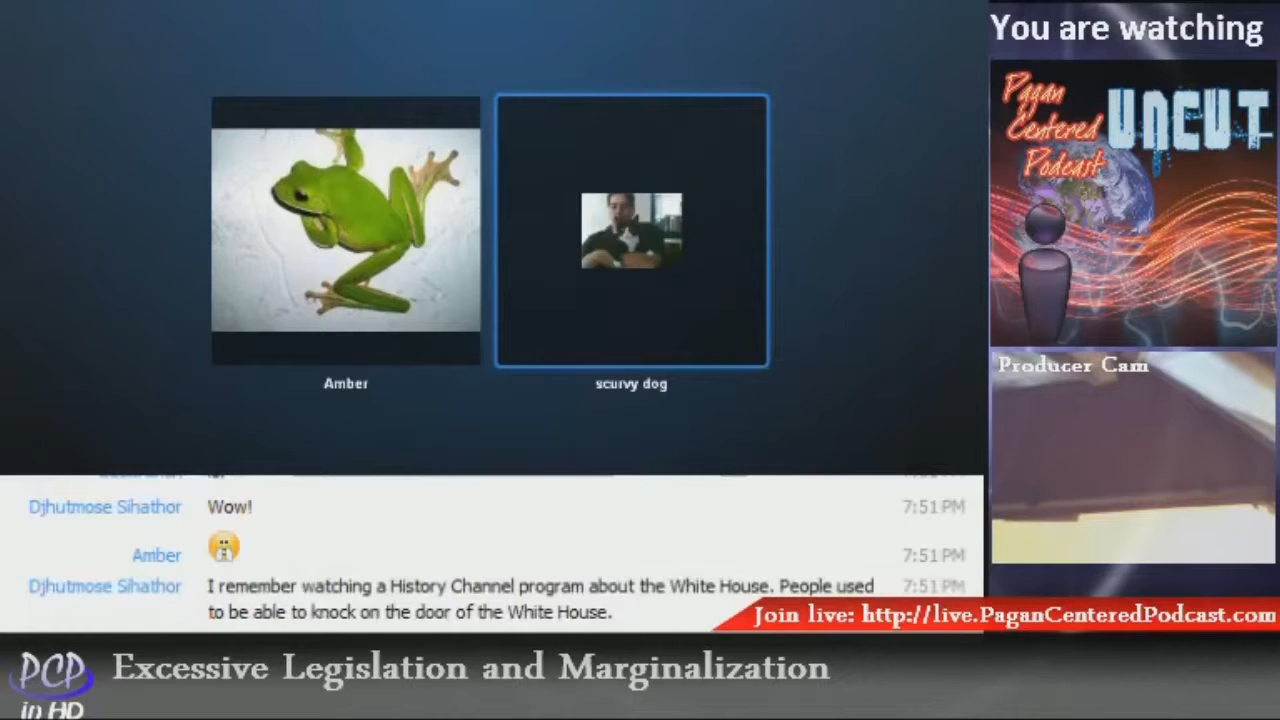 You are watching
Pagan
Centered
Podcast
UNCUT
Producer Cam
Amber
scurvy dog
Djhutmose Sihathor Wow! 7:51 PM
Amber 7:51 PM
Djhutmose Sihathor I remember watching a History Channel program about the White House. People used 7:51 PM
to be able to knock on the door of the White House.
Join live: http://live.PaganCenteredPodcast.com
PCP
in HD
Excessive Legislation and Marginalization